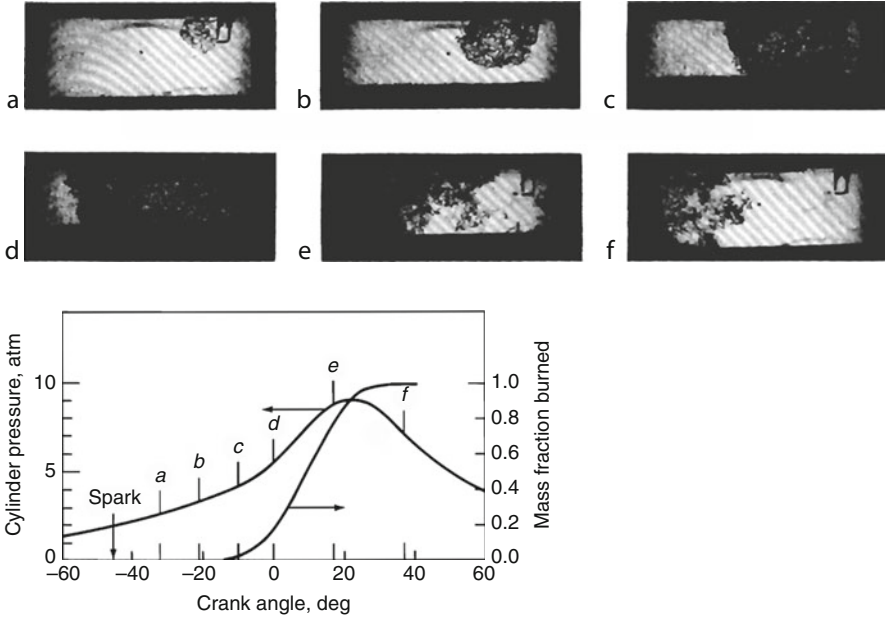 a
b
c
d
e
f
Cylinder pressure, atm
10
5
0
Spark
a
b
c
d
e
f
1.0
0.8
0.6
0.4
0.2
0.0
Mass fraction burned
–60
–40
–20
0
20
40
60
Crank angle, deg